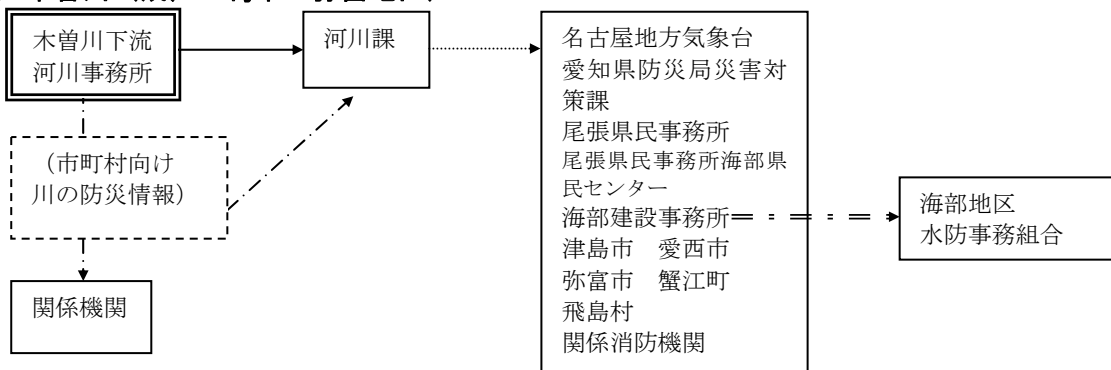 木曽川下流
河川事務所
河川課
(市町村向け
川の防災情報)
関係機関
名古屋地方気象台
愛知県防災局災害対
策課
尾張県民事務所
尾張県民事務所海部県
民センター
海部建設事務所
津島市　愛西市
弥富市　蟹江町
飛島村
関係消防機関
海部地区
水防事務組合